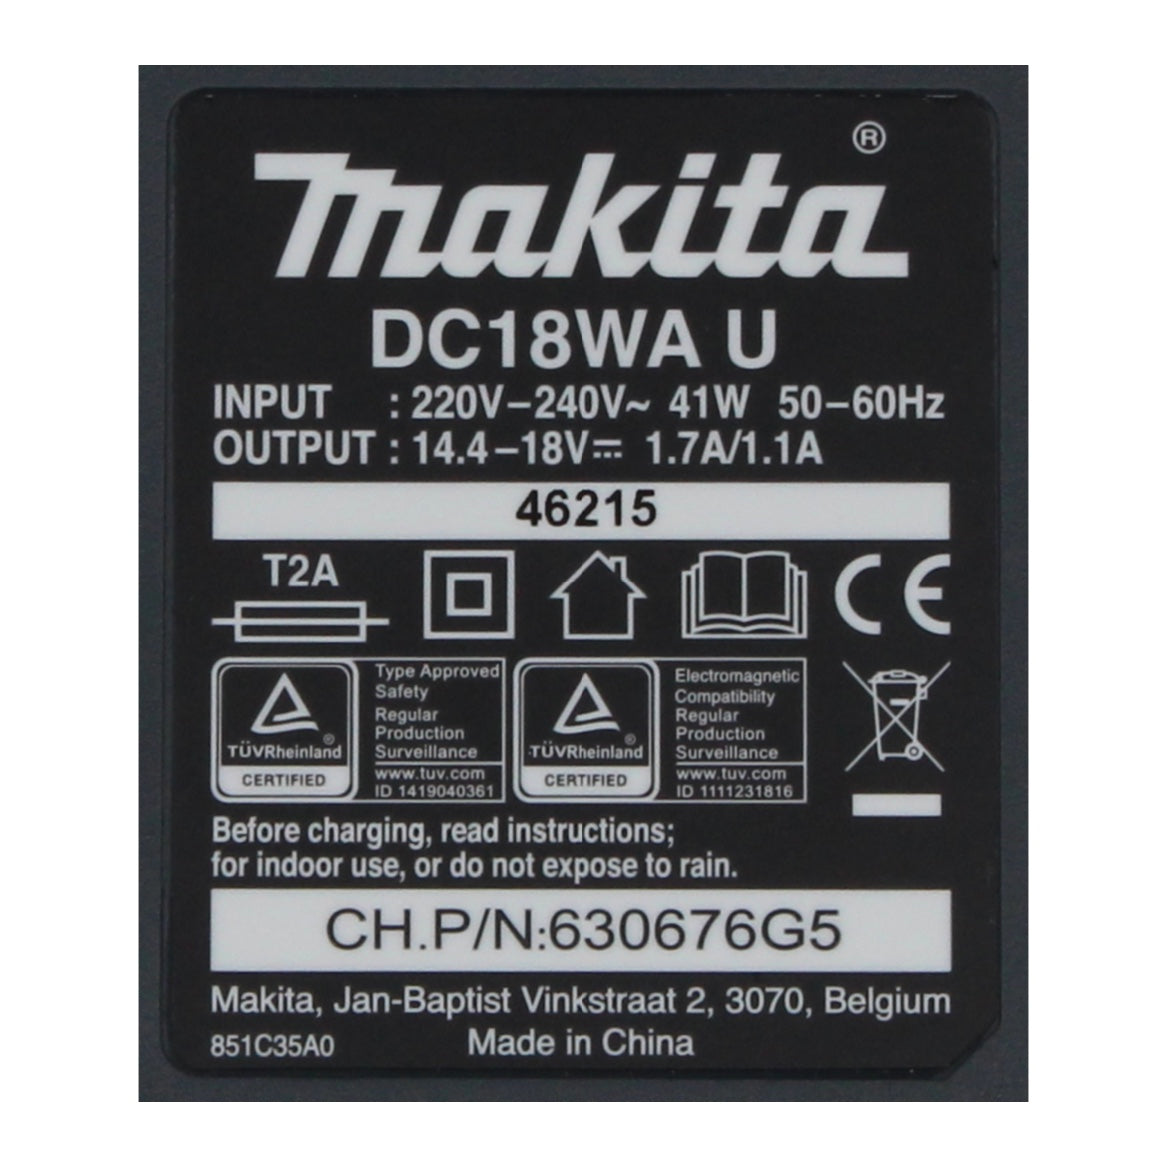 makita®
DC18WA U
INPUT : 220V–240V~ 41W 50–60Hz
OUTPUT : 14.4–18V⎓ 1.7A/1.1A
46215
T2A
CE
TÜVRheinland®
CERTIFIED
Type Approved
Safety
Regular
Production
Surveillance
www.tuv.com
ID 1419040361
TÜVRheinland®
CERTIFIED
Electromagnetic
Compatibility
Regular
Production
Surveillance
www.tuv.com
ID 1111231816
Before charging, read instructions;
for indoor use, or do not expose to rain.
CH.P/N:630676G5
Makita, Jan-Baptist Vinkstraat 2, 3070, Belgium
851C35A0 Made in China